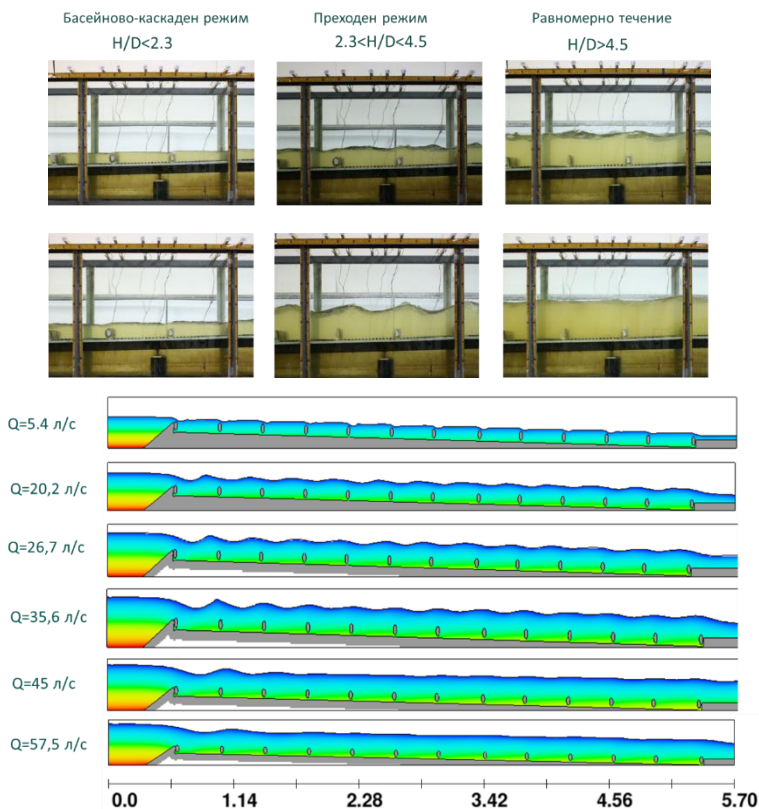 Басейново-каскаден режим
H/D<2.3
Преходен режим
2.3<H/D<4.5
Равномерно течение
H/D>4.5
Q=5.4 л/с
Q=20,2 л/с
Q=26,7 л/с
Q=35,6 л/с
Q=45 л/с
Q=57,5 л/с
0.0 1.14 2.28 3.42 4.56 5.70